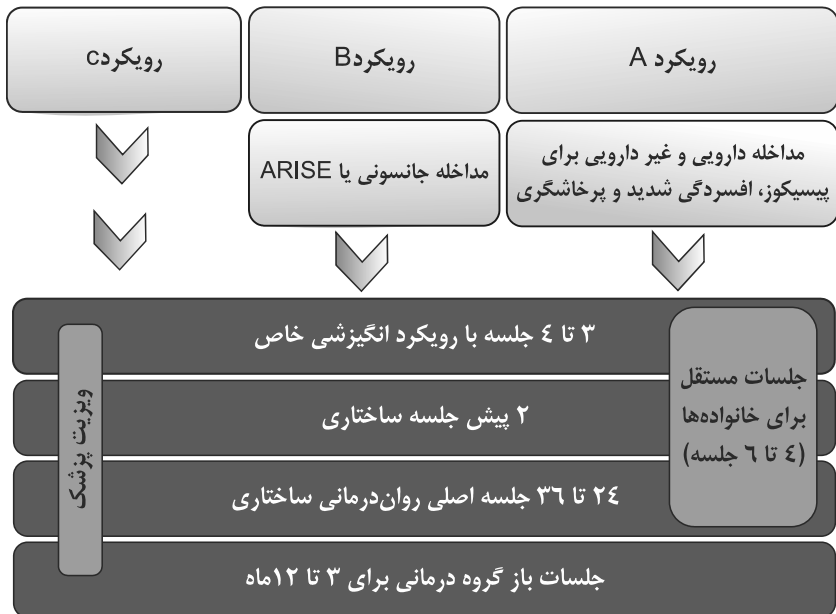 رویکرد A
رویکردB
رویکردc
مداخله دارویی و غیر دارویی برای
پیسیکوز، افسردگی شدید و پرخاشگری
مداخله جانسونی یا ARISE
۳ تا ٤ جلسه با رویکرد انگیزشی خاص
جلسات مستقل
برای خانواده‌ها
(٤ تا ٦ جلسه)
۲ پیش جلسه ساختاری
۲٤ تا ۳٦ جلسه اصلی روان‌درمانی ساختاری
جلسات باز گروه درمانی برای ۳ تا ۱۲ماه
ویزیت پزشک